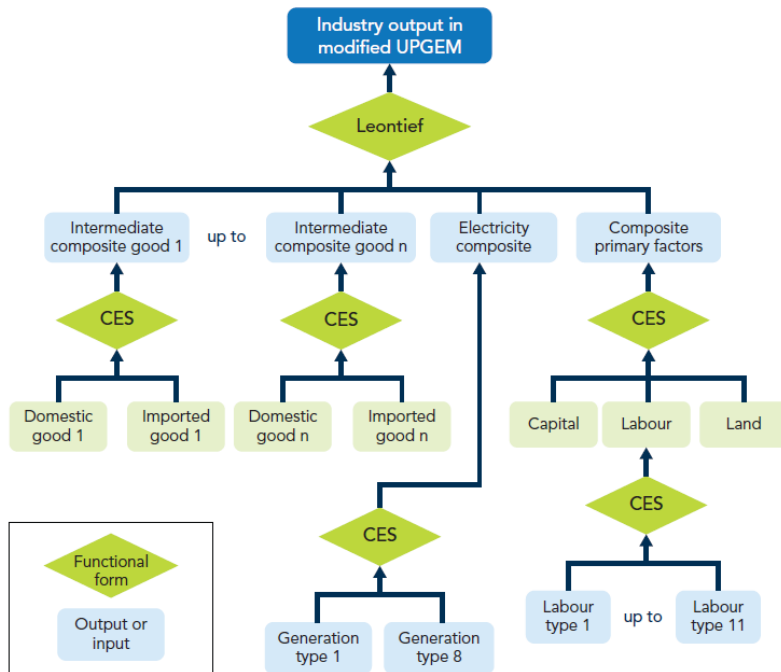 Industry output in
modified UPGEM
Leontief
Intermediate
composite good 1
up to
Intermediate
composite good n
Electricity
composite
Composite
primary factors
CES
CES
CES
Domestic
good 1
Imported
good 1
Domestic
good n
Imported
good n
Capital
Labour
Land
CES
CES
Functional
form
Output or
input
Generation
type 1
Generation
type 8
Labour
type 1
up to
Labour
type 11